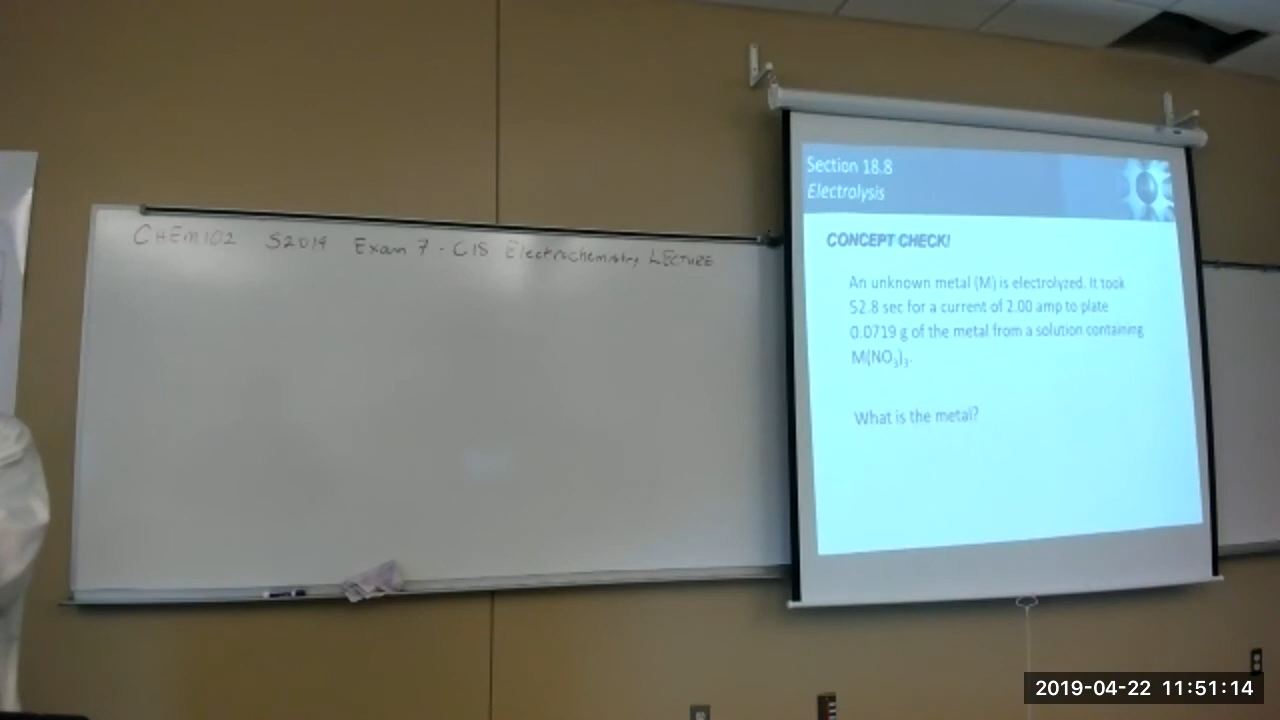 CHEM102 S2019 Exam 7 - C18 Electrochemistry LECTURE
Section 18.8
Electrolysis
CONCEPT CHECK!
An unknown metal (M) is electrolyzed. It took
52.8 sec for a current of 2.00 amp to plate
0.0719 g of the metal from a solution containing
M(NO₃)₃.
What is the metal?
2019-04-22 11:51:14